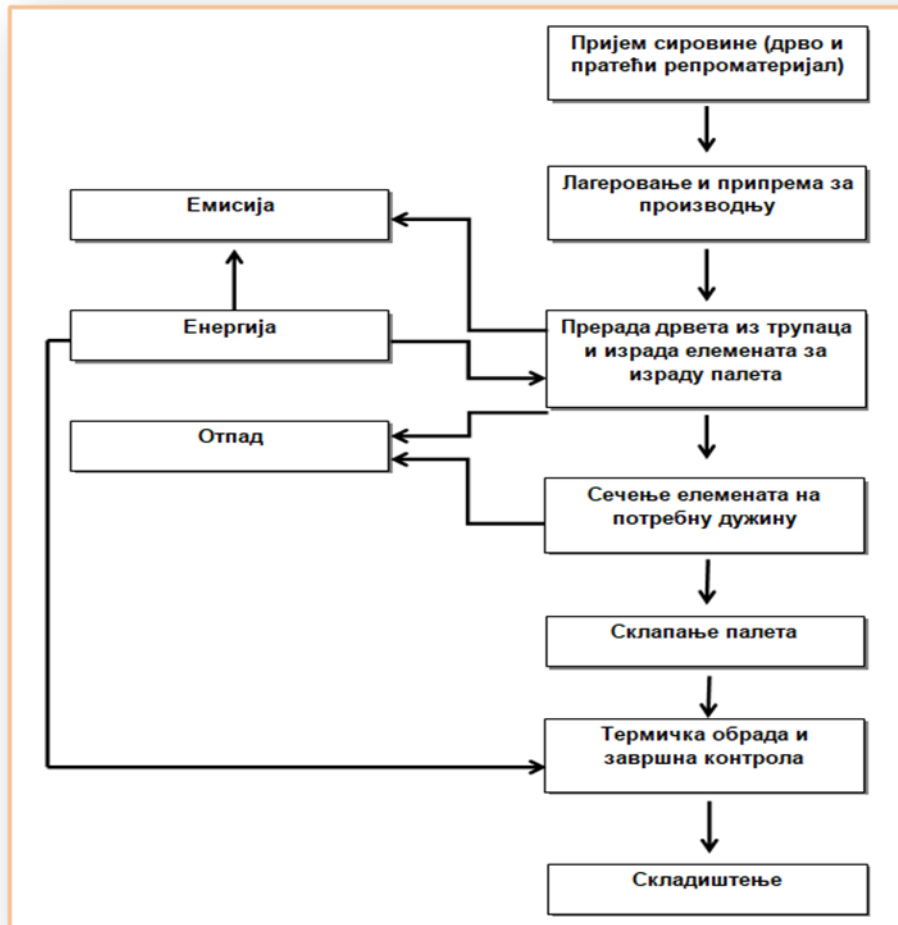 Пријем сировине (дрво и
пратећи репроматеријал)
Лагеровање и припрема за
производњу
Емисија
Енергија
Прерада дрвета из трупаца
и израда елемената за
израду палета
Отпад
Сечење елемената на
потребну дужину
Склапање палета
Термичка обрада и
завршна контрола
Складиштење